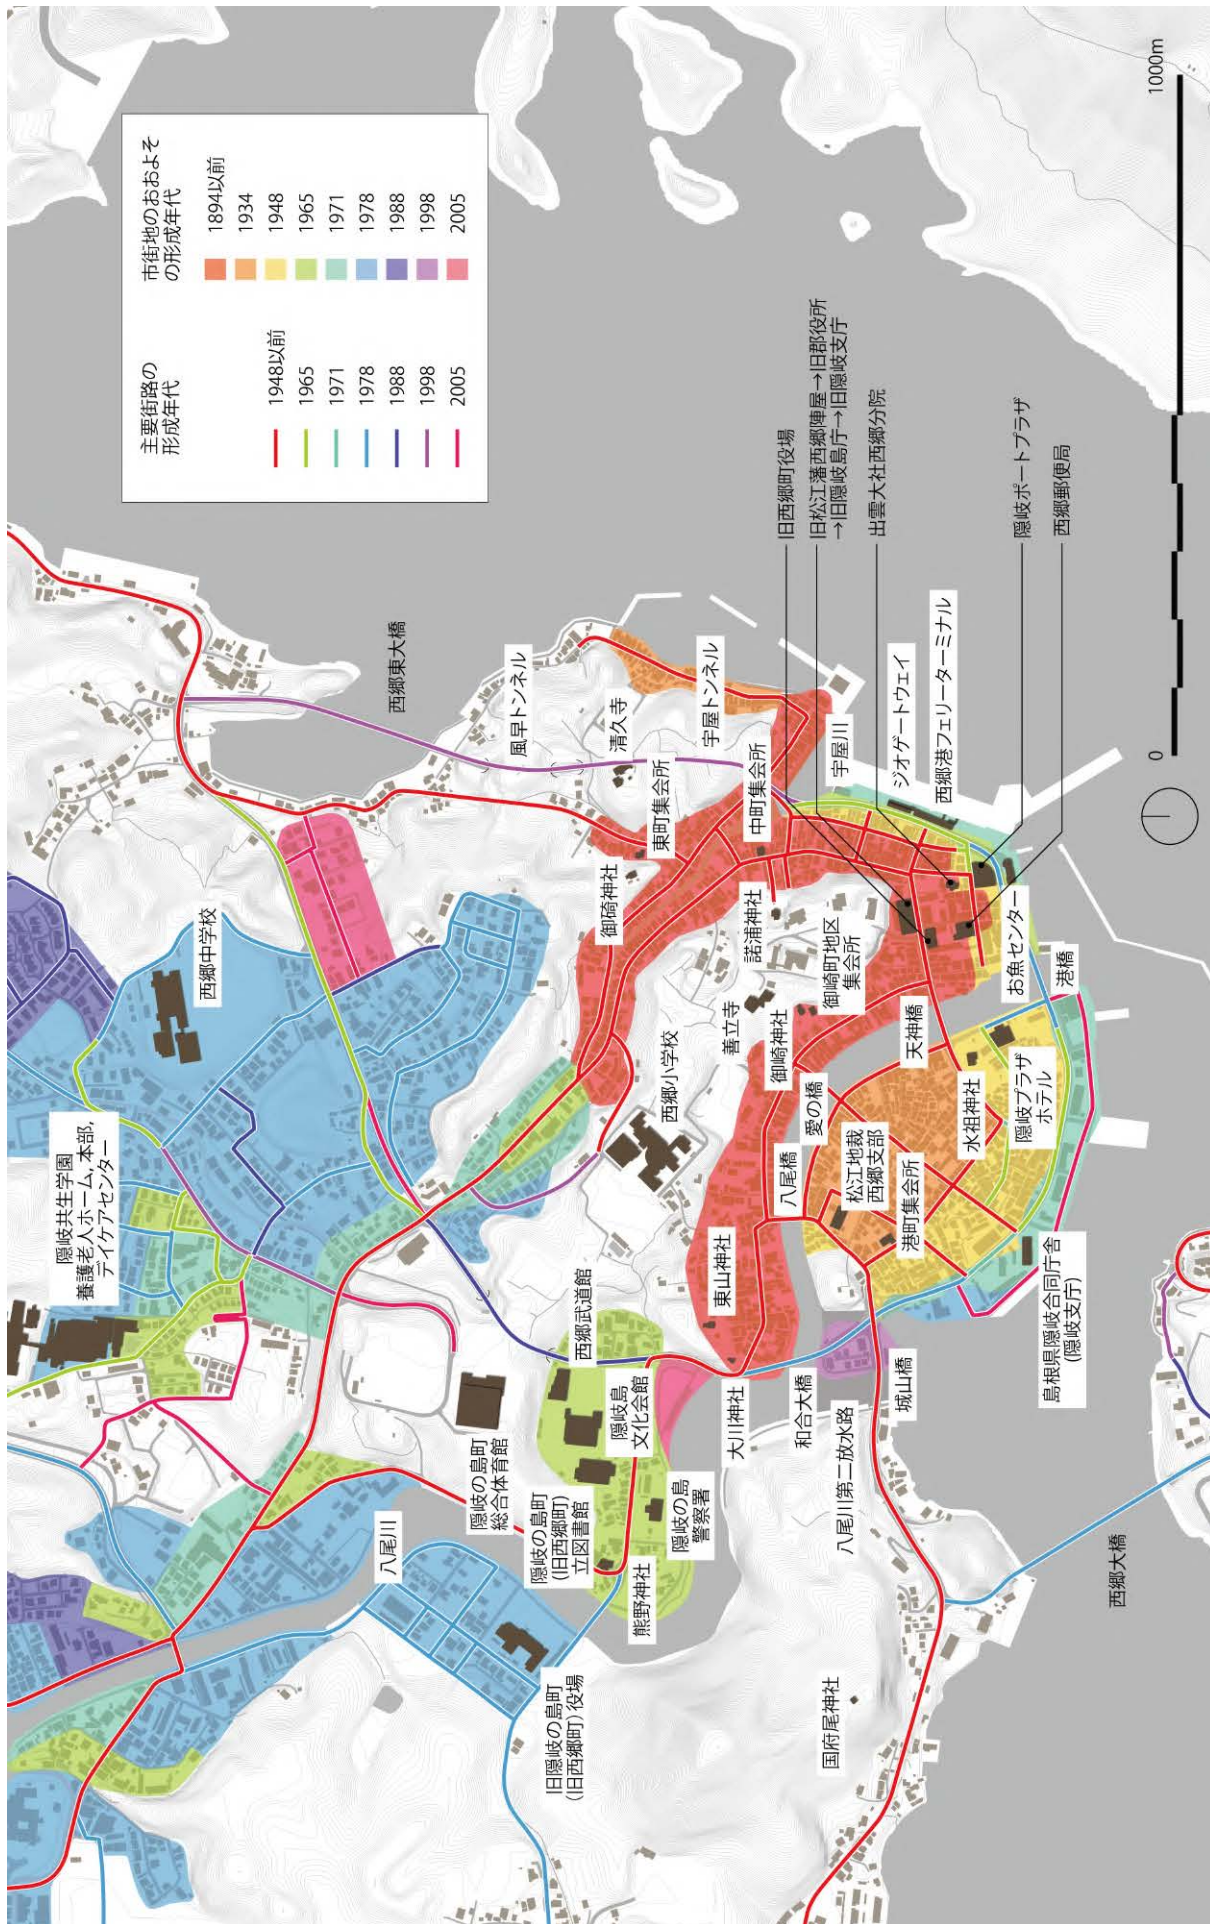 主要街路の
形成年代
1948以前
1965
1971
1978
1988
1998
2005
市街地のおおよそ
の形成年代
1894以前
1934
1948
1965
1971
1978
1988
1998
2005
隠岐共生学園
養護老人ホーム, 本部,
デイケアセンター
西郷中学校
西郷東大橋
風早トンネル
清久寺
宇屋トンネル
東町集会所
中町集会所
宇屋川
ジオゲートウェイ
西郷港フェリーターミナル
旧西郷町役場
旧松江藩西郷陣屋→旧郡役所
→旧隠岐島庁→旧隠岐支庁
出雲大社西郷分院
隠岐ポートプラザ
西郷郵便局
御碕神社
諾浦神社
御崎町地区
集会所
お魚センター
港橋
西郷小学校
善立寺
御崎神社
天神橋
愛の橋
八尾橋
松江地裁
西郷支部
水祖神社
隠岐プラザ
ホテル
港町集会所
島根県隠岐合同庁舎
(隠岐支庁)
東山神社
西郷武道館
隠岐島
文化会館
大川神社
和合大橋
城山橋
八尾川第二放水路
隠岐の島町
総合体育館
隠岐の島町
(旧西郷町)
立図書館
隠岐の島
警察署
熊野神社
八尾川
旧隠岐の島町
(旧西郷町)役場
国府尾神社
西郷大橋
0
1000m